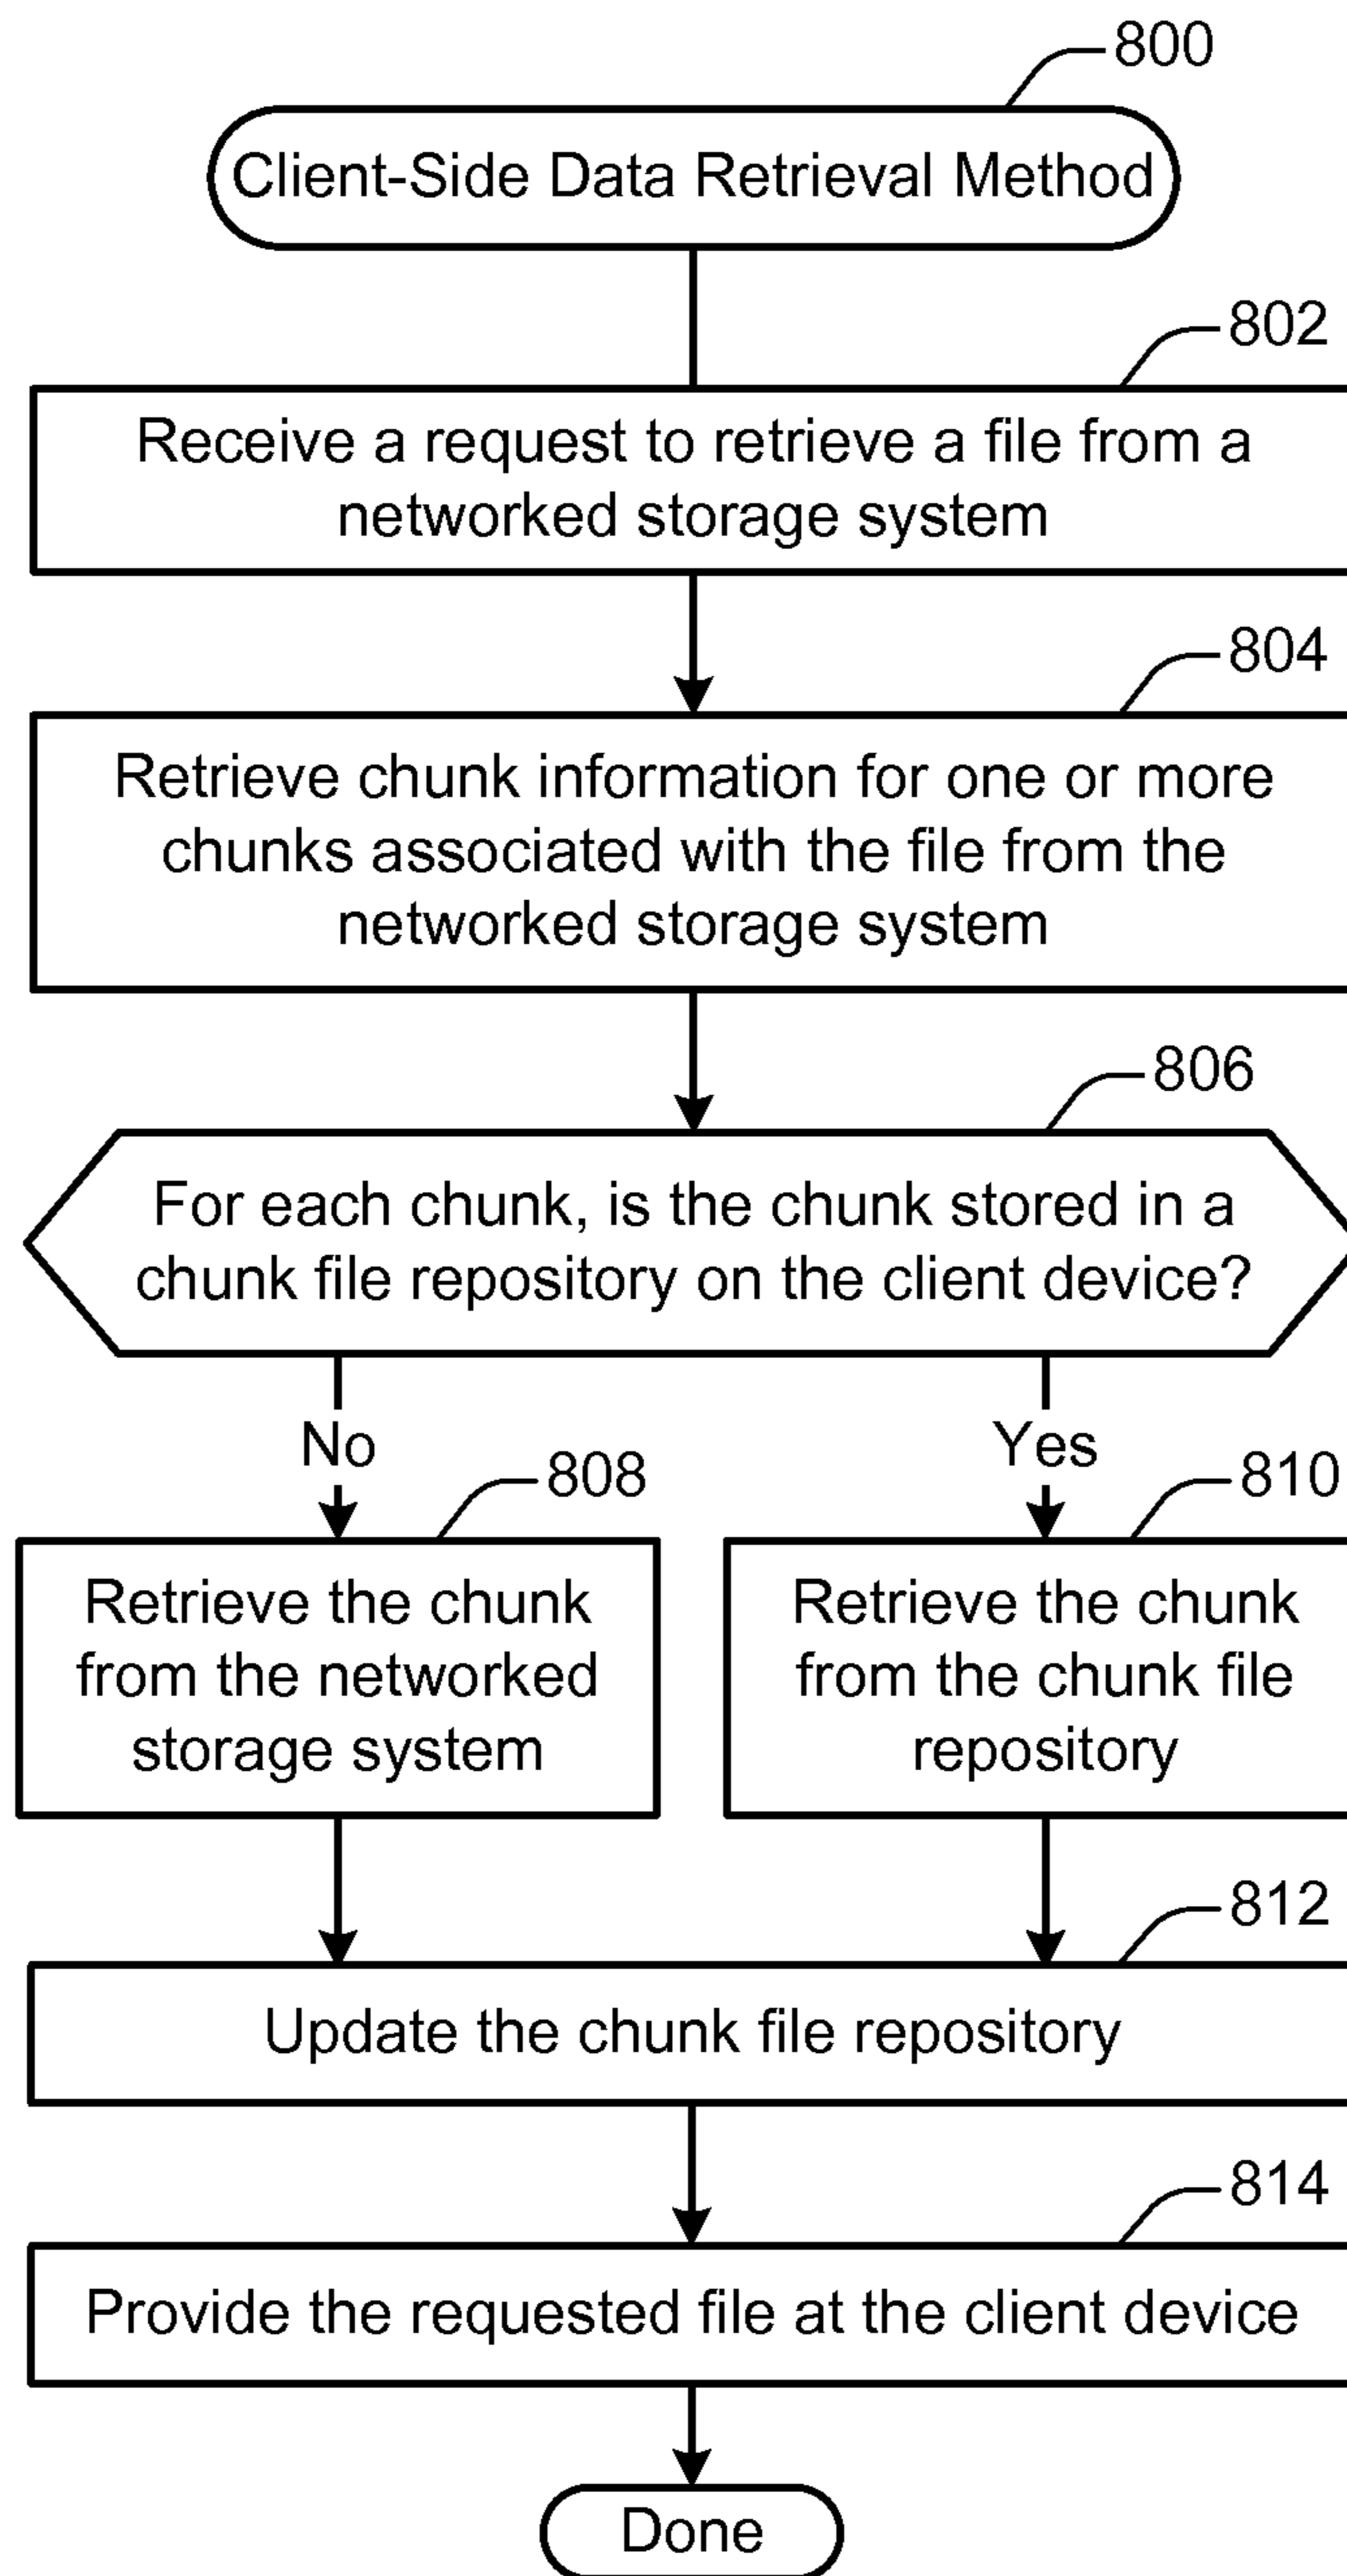 800
Client-Side Data Retrieval Method
802
Receive a request to retrieve a file from a
networked storage system
804
Retrieve chunk information for one or more
chunks associated with the file from the
networked storage system
806
For each chunk, is the chunk stored in a
chunk file repository on the client device?
No
Yes
808
810
Retrieve the chunk
from the networked
storage system
Retrieve the chunk
from the chunk file
repository
812
Update the chunk file repository
814
Provide the requested file at the client device
Done